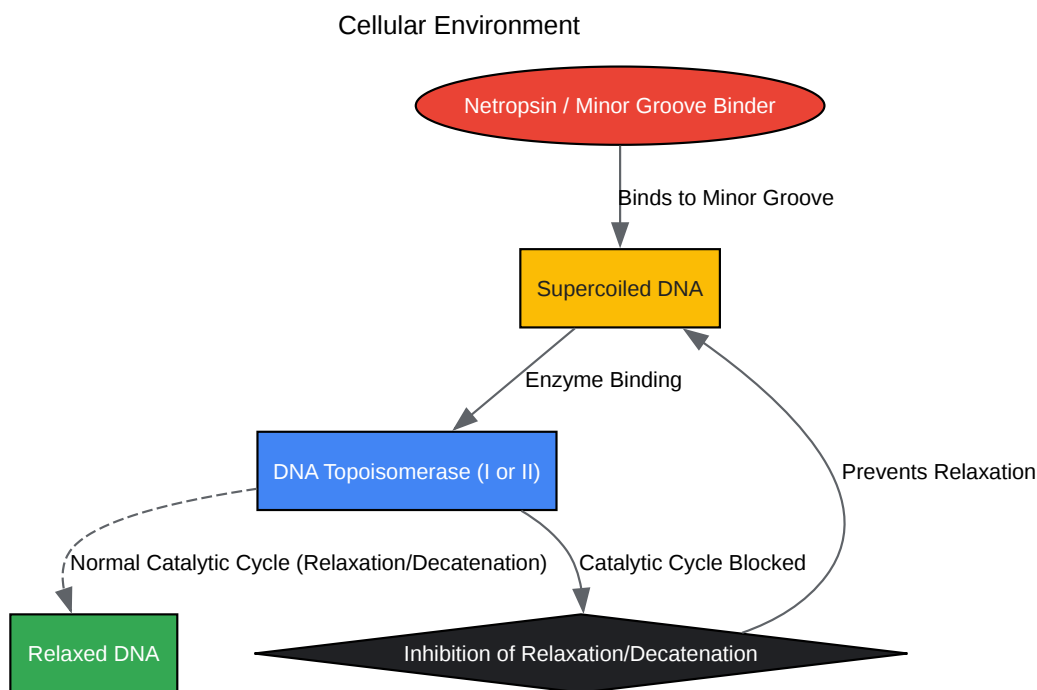 Cellular Environment
Netropsin / Minor Groove Binder
Binds to Minor Groove
Supercoiled DNA
Enzyme Binding
DNA Topoisomerase (I or II)
Prevents Relaxation
Normal Catalytic Cycle (Relaxation/Decatenation)
Catalytic Cycle Blocked
Relaxed DNA
Inhibition of Relaxation/Decatenation